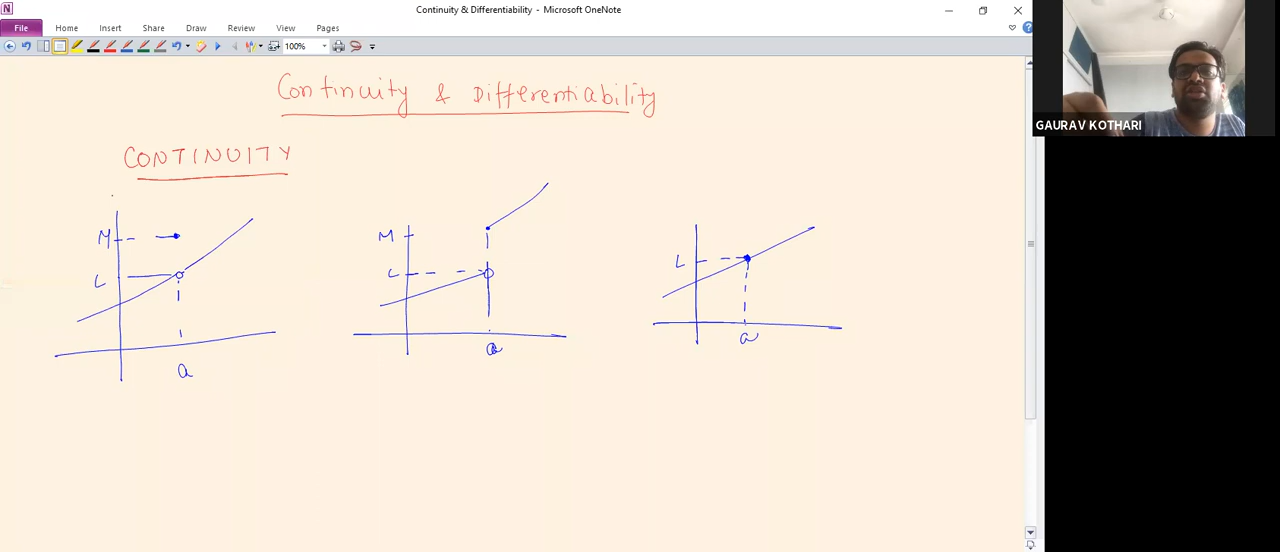 Continuity & Differentiability - Microsoft OneNote
File Home Insert Share Draw Review View Pages
100%
GAURAV KOTHARI
Continuity & Differentiability
CONTINUITY
M
L
a
M
L
a
L
a